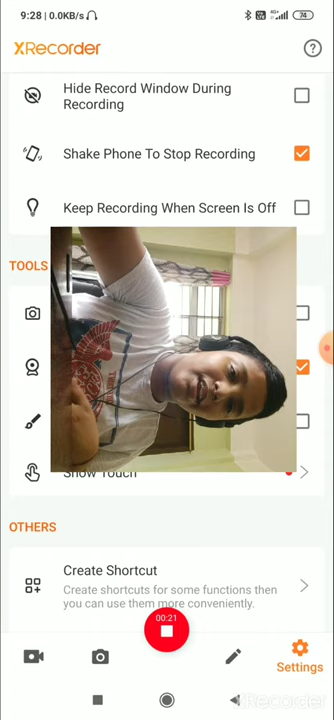 9:28 | 0.0KB/s
4G+
74
XRecorder
Hide Record Window During
Recording
Shake Phone To Stop Recording
Keep Recording When Screen Is Off
TOOLS
Show Touch
OTHERS
Create Shortcut
Create shortcuts for some functions then
you can use them more conveniently.
00:21
Settings
XRecorder